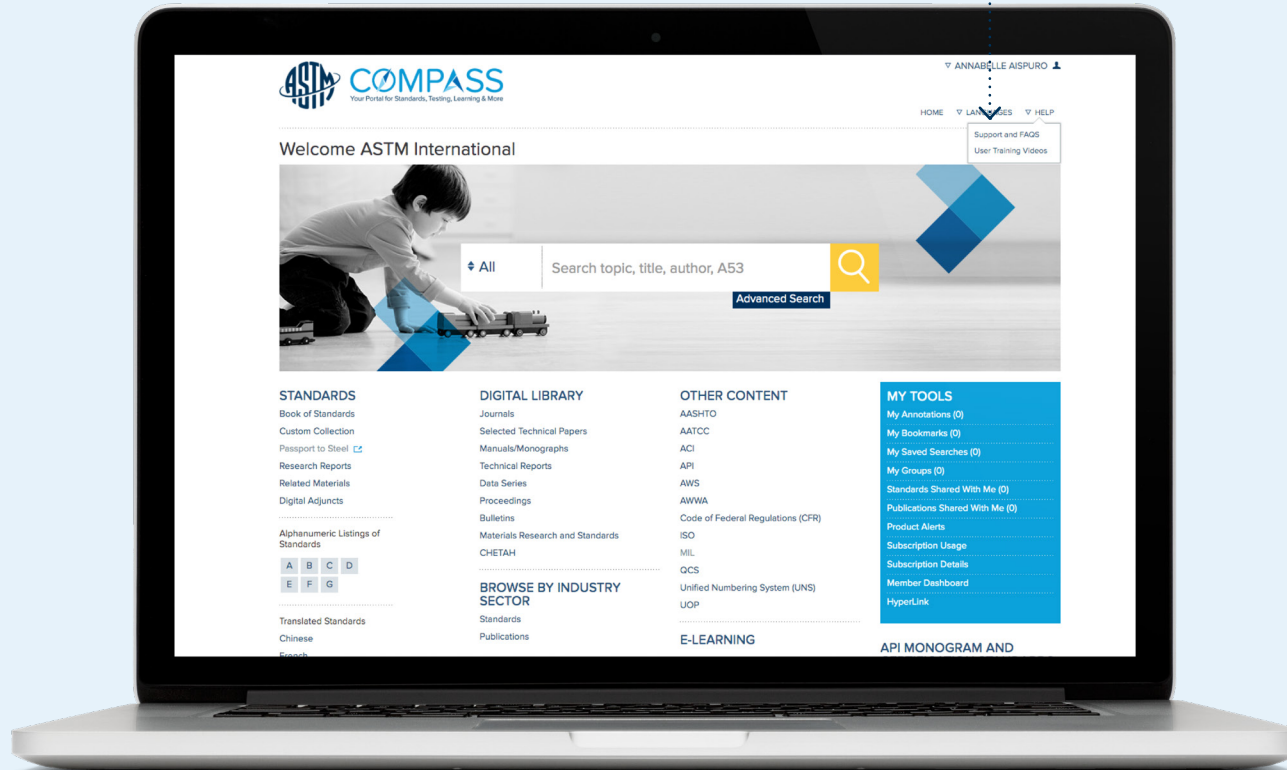 ASTM COMPASS
Your Portal for Standards, Testing, Learning & More
ANNABELLE AISPURO
HOME LANGUAGES HELP
Support and FAQS
User Training Videos
Welcome ASTM International
All Search topic, title, author, A53
Advanced Search
STANDARDS
Book of Standards
Custom Collection
Passport to Steel
Research Reports
Related Materials
Digital Adjuncts
Alphanumeric Listings of
Standards
A B C D
E F G
Translated Standards
Chinese
French
DIGITAL LIBRARY
Journals
Selected Technical Papers
Manuals/Monographs
Technical Reports
Data Series
Proceedings
Bulletins
Materials Research and Standards
CHETAH
BROWSE BY INDUSTRY
SECTOR
Standards
Publications
OTHER CONTENT
AASHTO
AATCC
ACI
API
AWS
AWWA
Code of Federal Regulations (CFR)
ISO
MIL
QCS
Unified Numbering System (UNS)
UOP
E-LEARNING
MY TOOLS
My Annotations (0)
My Bookmarks (0)
My Saved Searches (0)
My Groups (0)
Standards Shared With Me (0)
Publications Shared With Me (0)
Product Alerts
Subscription Usage
Subscription Details
Member Dashboard
HyperLink
API MONOGRAM AND